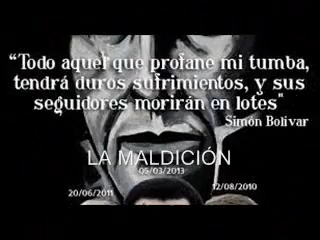 “Todo aquel que profane mi tumba,
tendrá duros sufrimientos, y sus
seguidores morirán en lotes"
Simón Bolívar
LA MALDICIÓN
05/03/2013
20/06/2011
12/08/2010